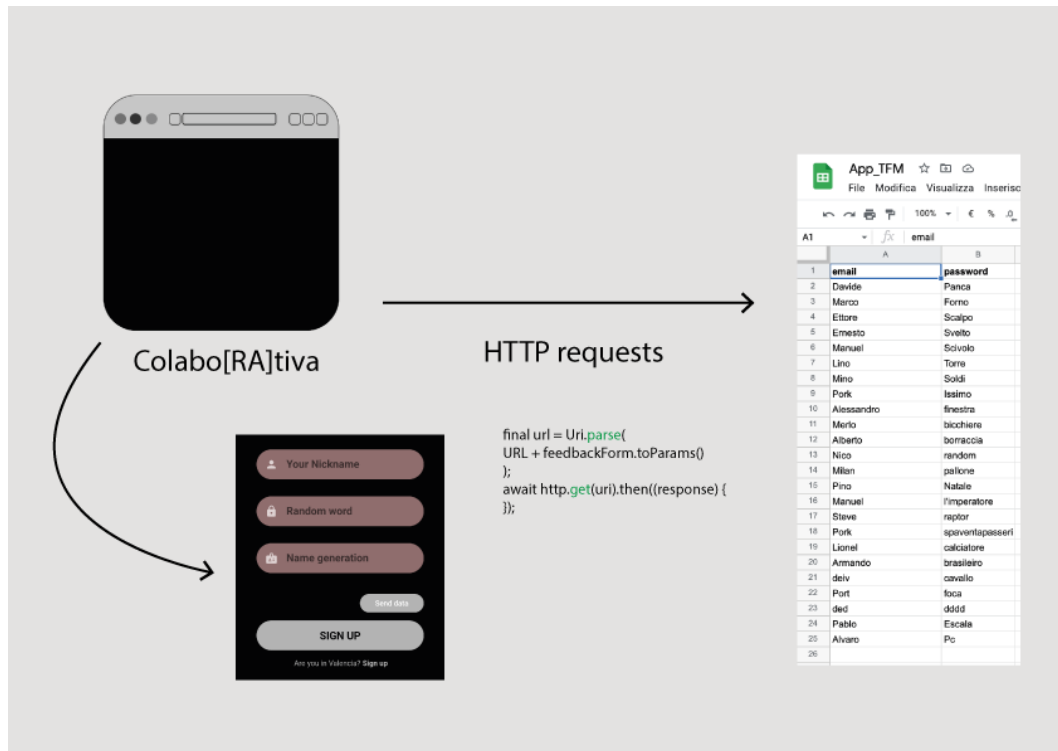 Colabo[RA]tiva
Your Nickname
Random word
Name generation
Send data
SIGN UP
Are you in Valencia? Sign up
HTTP requests
final url = Uri.parse(
URL + feedbackForm.toParams()
);
await http.get(uri).then((response) {
});
App_TFM
File Modifica Visualizza Inserisc
100% € % .0
A1 fx email
A B
1 email password
2 Davide Panca
3 Marco Forno
4 Ettore Scalpo
5 Ernesto Svelto
6 Manuel Scivolo
7 Lino Torre
8 Mino Soldi
9 Pork Issimo
10 Alessandro finestra
11 Merlo bicchiere
12 Alberto borraccia
13 Nico random
14 Milan pallone
15 Pino Natale
16 Manuel l'imperatore
17 Steve raptor
18 Pork spaventapasseri
19 Lionel calciatore
20 Armando brasileiro
21 deiv cavallo
22 Port foca
23 ded dddd
24 Pablo Escala
25 Alvaro Pc
26